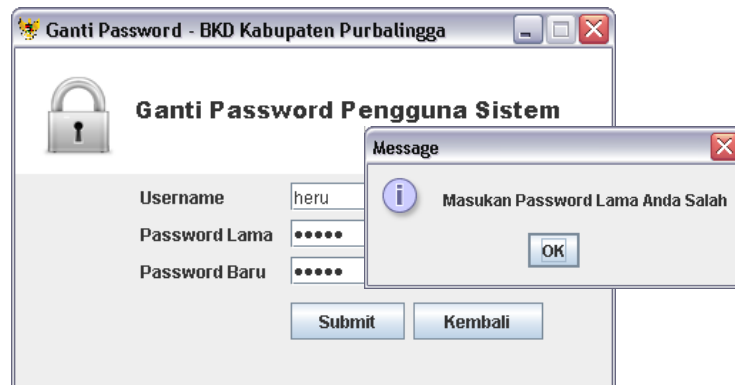 Ganti Password - BKD Kabupaten Purbalingga
Ganti Password Pengguna Sistem
Message
Masukan Password Lama Anda Salah
OK
Username heru
Password Lama •••••
Password Baru •••••
Submit Kembali